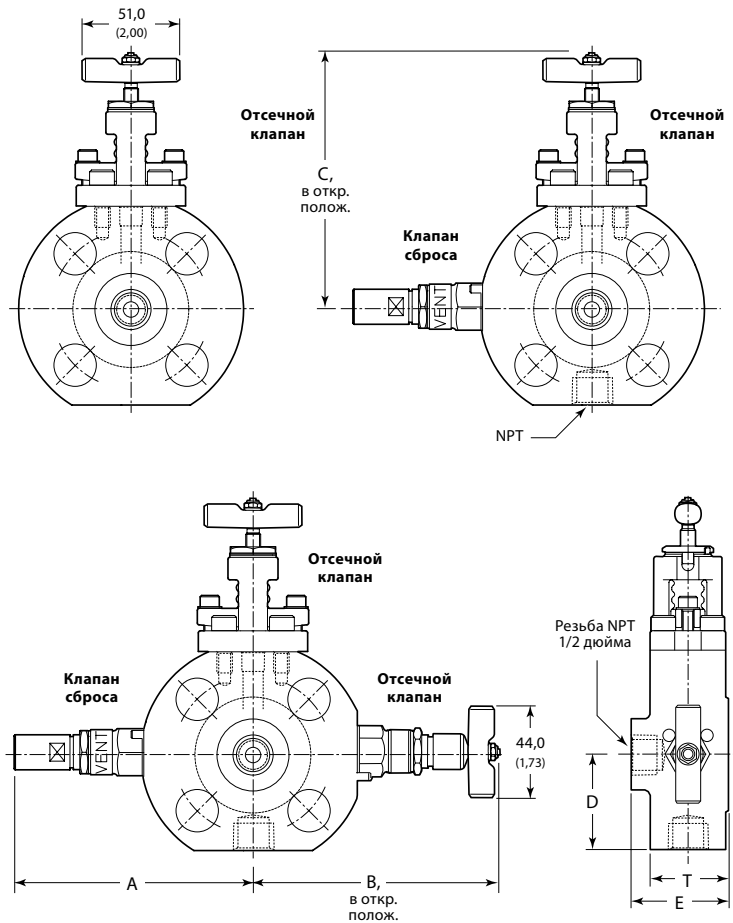 51,0
(2,00)
Отсечной
клапан
Отсечной
клапан
C,
в откр.
полож.
Клапан
сброса
VENT
NPT
Отсечной
клапан
Клапан
сброса
Отсечной
клапан
VENT
44,0
(1,73)
Резьба NPT
1/2 дюйма
D
A
B,
в откр.
полож.
T
E